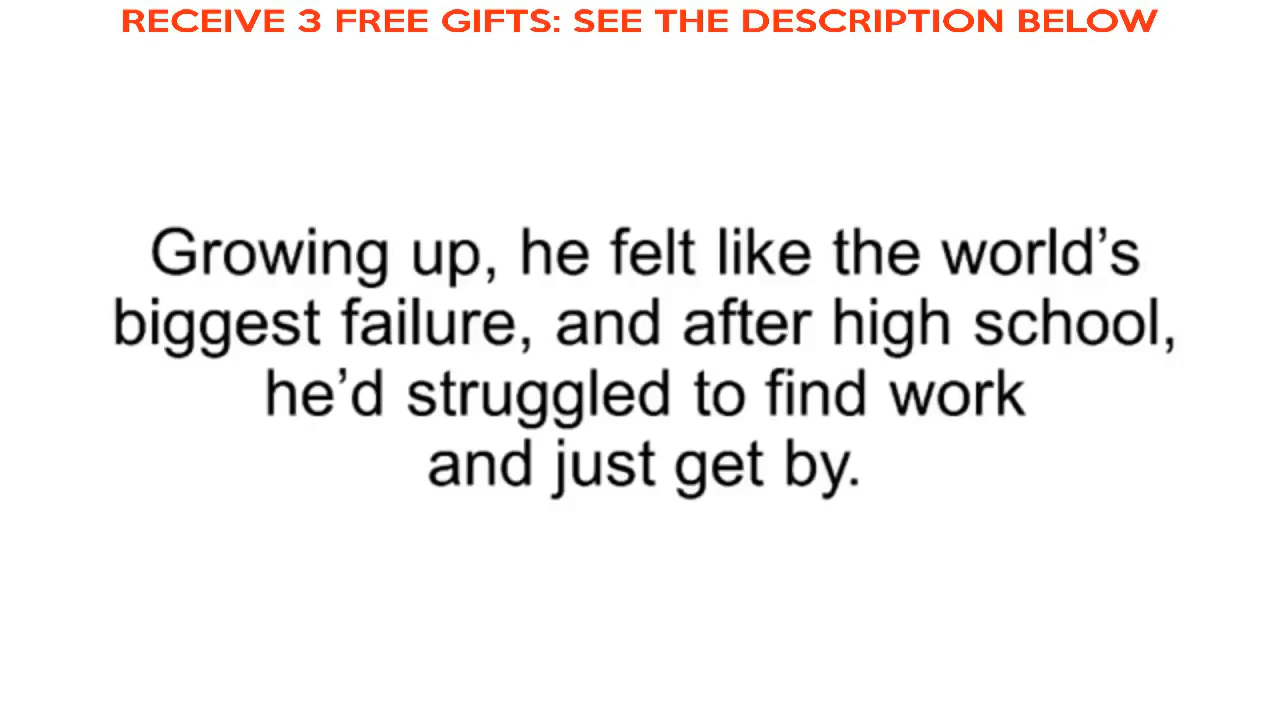 RECEIVE 3 FREE GIFTS: SEE THE DESCRIPTION BELOW
Growing up, he felt like the world’s
biggest failure, and after high school,
he’d struggled to find work
and just get by.